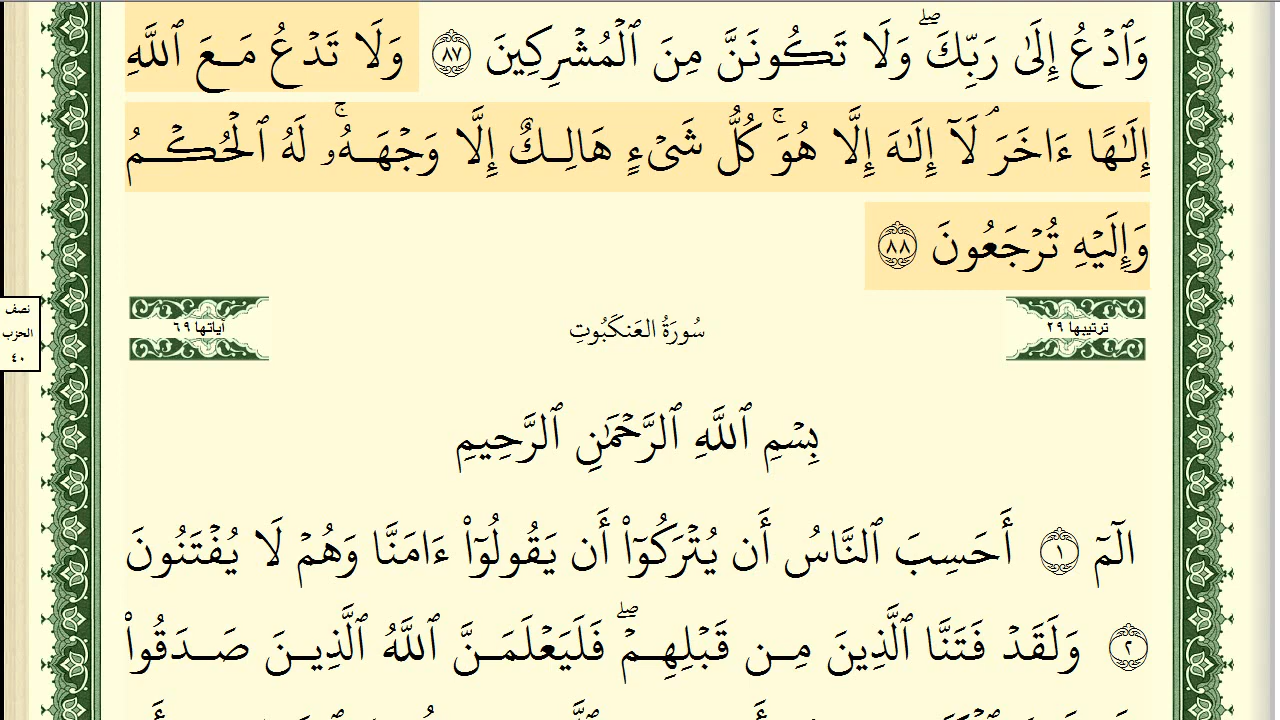 وَٱدۡعُ إِلَىٰ رَبِّكَۖ وَلَا تَكُونَنَّ مِنَ ٱلۡمُشۡرِكِينَ ٨٧ وَلَا تَدۡعُ مَعَ ٱللَّهِ
إِلَـٰهًا ءَاخَرَۘ لَآ إِلَـٰهَ إِلَّا هُوَۚ كُلُّ شَىۡءٍ هَالِكٌ إِلَّا وَجۡهَهُۥۚ لَهُ ٱلۡحُكۡمُ
وَإِلَيۡهِ تُرۡجَعُونَ ٨٨
ترتيبها ٢٩ سُورَةُ العَنكَبُوتِ آياتها ٦٩
نصف
الحزب
٤٠
بِسۡمِ ٱللَّهِ ٱلرَّحۡمَـٰنِ ٱلرَّحِيمِ
الٓمٓ ١ أَحَسِبَ ٱلنَّاسُ أَن يُتۡرَكُوٓاْ أَن يَقُولُوٓاْ ءَامَنَّا وَهُمۡ لَا يُفۡتَنُونَ
٢ وَلَقَدۡ فَتَنَّا ٱلَّذِينَ مِن قَبۡلِهِمۡۖ فَلَيَعۡلَمَنَّ ٱللَّهُ ٱلَّذِينَ صَدَقُواْ